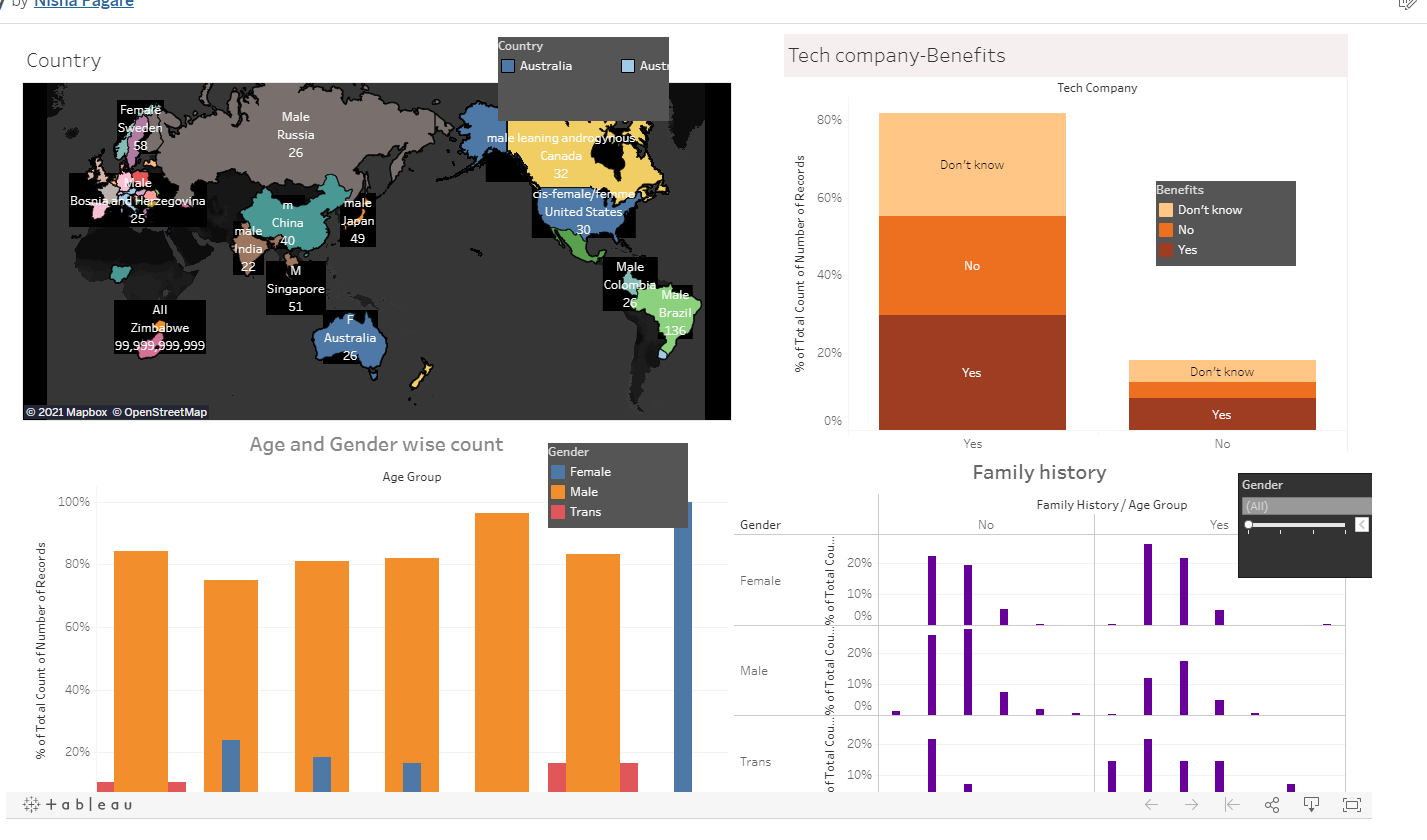 by Nisha Pagare
Country
Country
Australia
Female
Sweden
58
Male
Russia
26
male leaning androgynous
Canada
32
Male
Bosnia and Herzegovina
25
m
China
40
male
Japan
49
cis-female/femme
United States
30
male
India
22
M
Singapore
51
Male
Colombia
26
Male
Brazil
136
All
Zimbabwe
99,999,999,999
F
Australia
26
© 2021 Mapbox © OpenStreetMap
Tech company-Benefits
Tech Company
% of Total Count of Number of Records
80%
60%
40%
20%
0%
Don't know
No
Yes
Don't know
Yes
Yes
No
Benefits
Don't know
No
Yes
Age and Gender wise count
Gender
Female
Male
Trans
Age Group
% of Total Count of Number of Records
100%
80%
60%
40%
20%
Family history
Gender
(All)
Family History / Age Group
Gender
No
Yes
Female
% of Total Cou...
20%
10%
0%
Male
% of Total Cou...
20%
10%
0%
Trans
of Total Cou...
20%
10%
+ a b l e a u